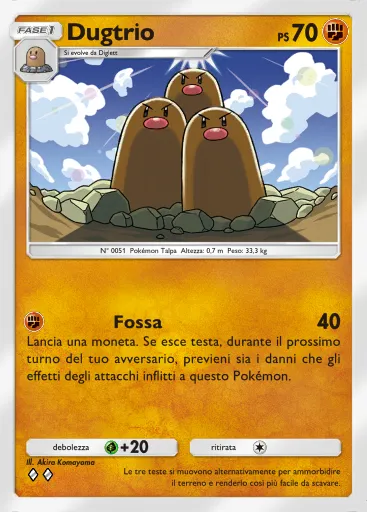 FASE 1 Dugtrio PS 70
Si evolve da Diglett
N° 0051 Pokémon Talpa Altezza: 0,7 m Peso: 33,3 kg
Fossa 40
Lancia una moneta. Se esce testa, durante il prossimo
turno del tuo avversario, previeni sia i danni che gli
effetti degli attacchi inflitti a questo Pokémon.
debolezza +20 ritirata
Ill. Akira Komayama
Le tre teste si muovono alternativamente per ammorbidire
il terreno e renderlo così più facile da scavare.